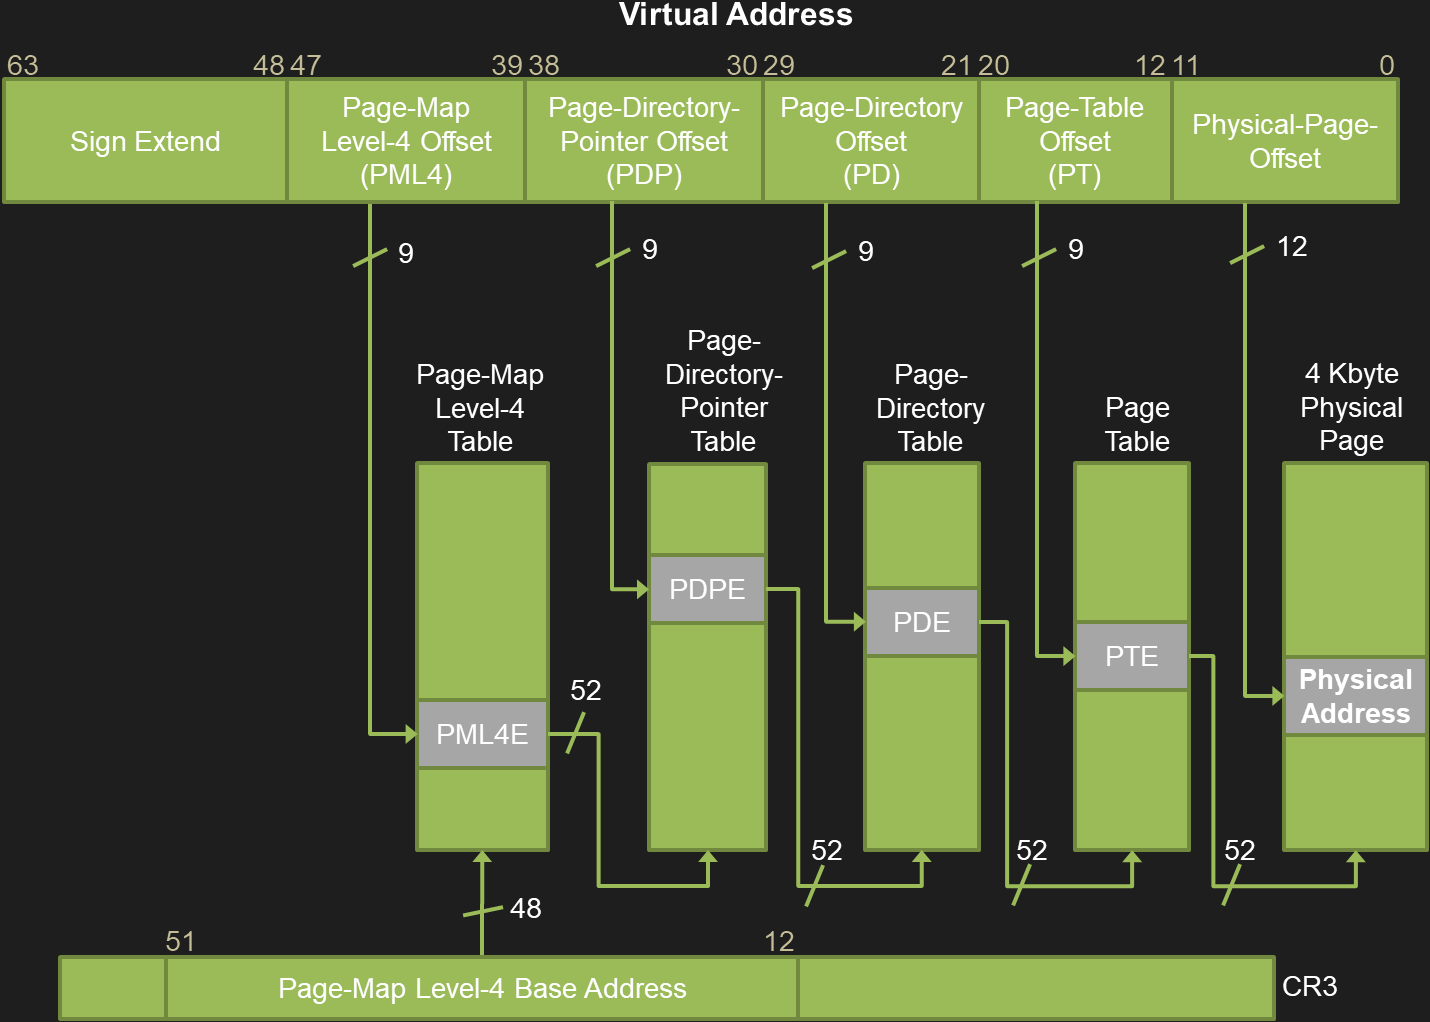 Virtual Address
63 48 47 39 38 30 29 21 20 12 11 0
Sign Extend
Page-Map
Level-4 Offset
(PML4)
Page-Directory-
Pointer Offset
(PDP)
Page-Directory
Offset
(PD)
Page-Table
Offset
(PT)
Physical-Page-
Offset
9
9
9
9
12
Page-Map
Level-4
Table
Page-
Directory-
Pointer
Table
Page-
Directory
Table
Page
Table
4 Kbyte
Physical
Page
PDPE
PDE
PTE
Physical
Address
PML4E
52
52
52
52
48
51 12
Page-Map Level-4 Base Address
CR3